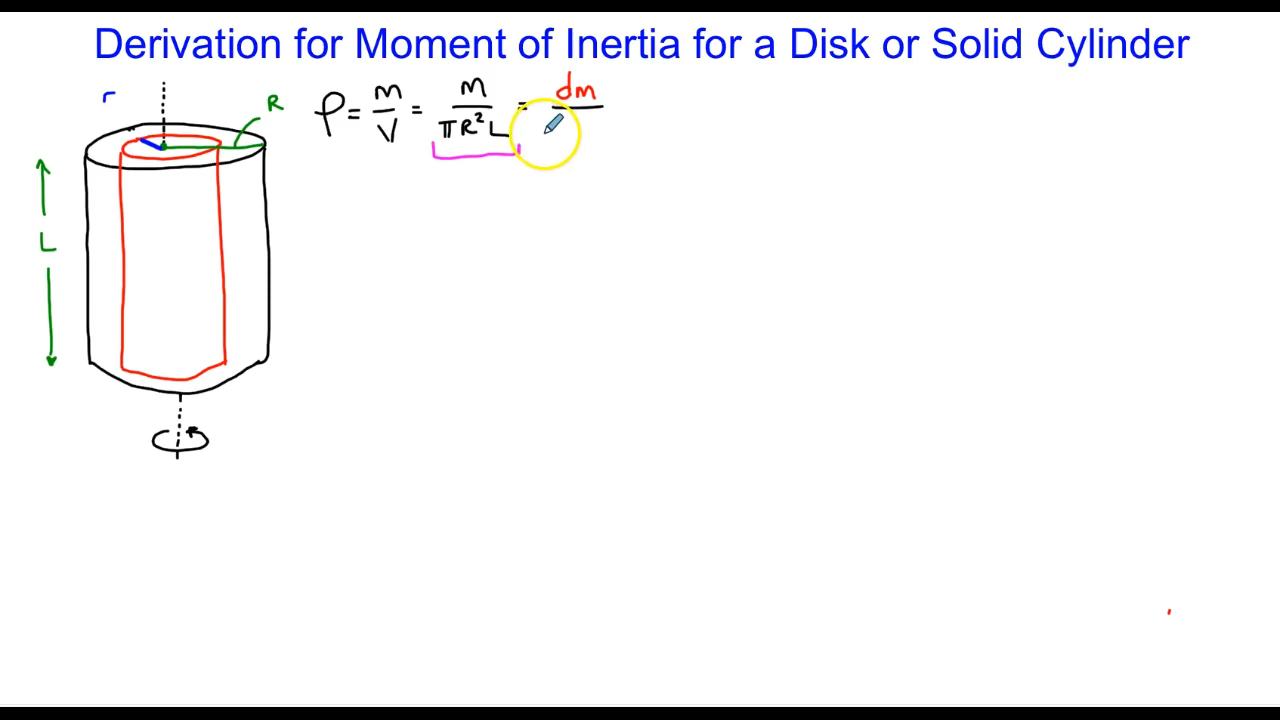 Derivation for Moment of Inertia for a Disk or Solid Cylinder
r
R
ρ = m/V = m/πR²L = dm/
L